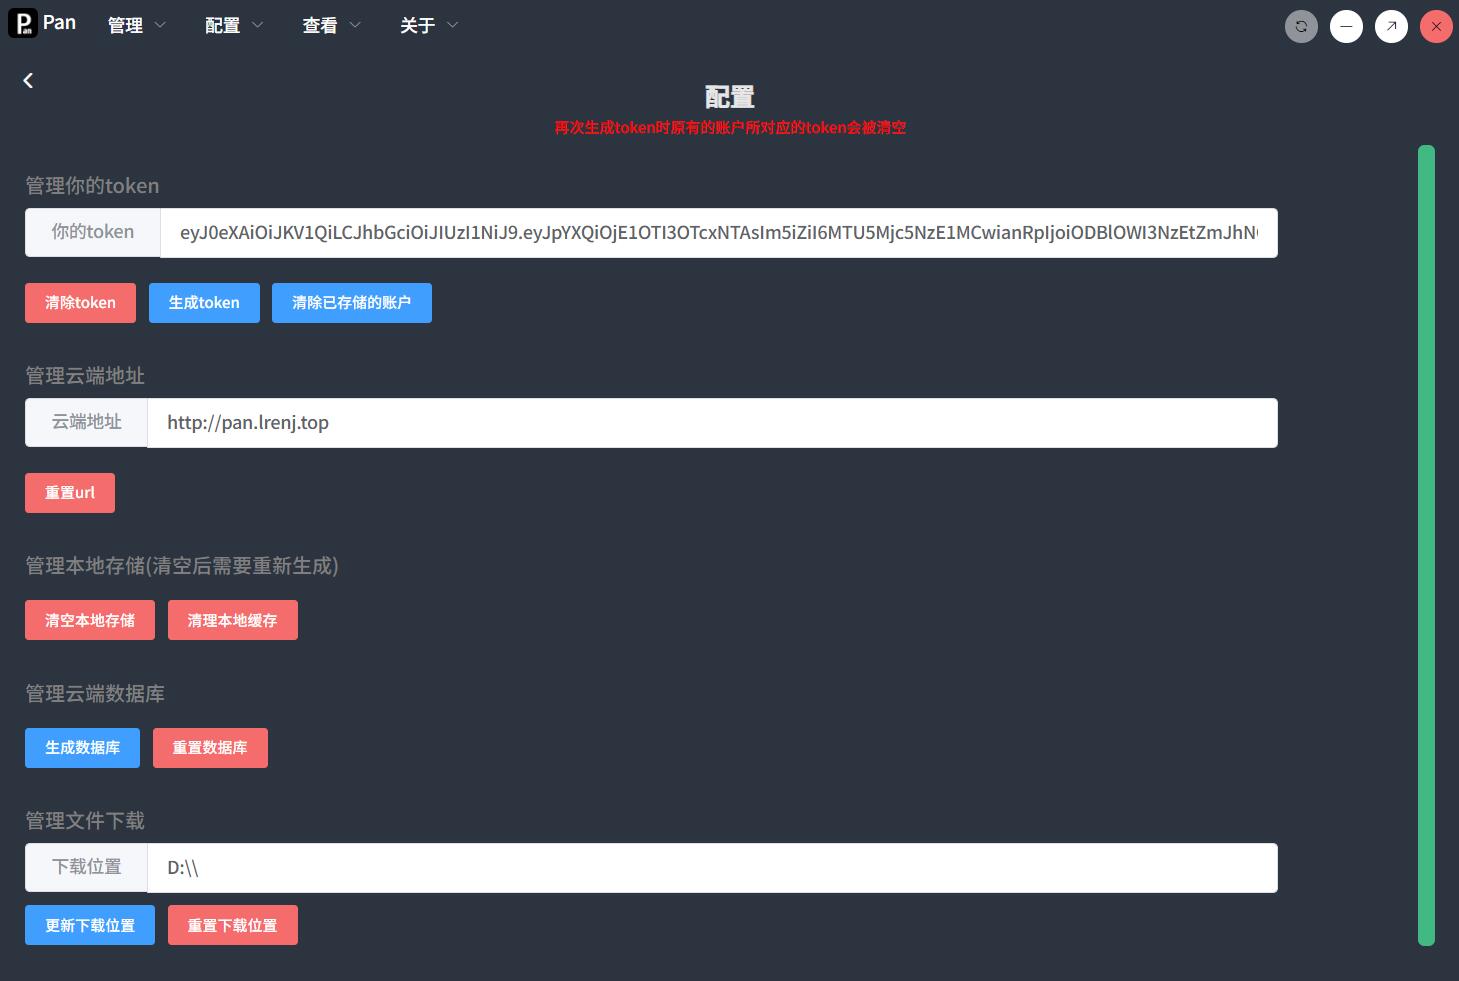 Pan 管理 配置 查看 关于
配置
再次生成token时原有的账户所对应的token会被清空
管理你的token
你的token eyJ0eXAiOiJKV1QiLCJhbGciOiJIUzI1NiJ9.eyJpYXQiOjE1OTI3OTcxNTAsIm5iZiI6MTU5Mjc5NzE1MCwianRpIjoiODBlOWI3NzEtZmJhN
清除token 生成token 清除已存储的账户
管理云端地址
云端地址 http://pan.lrenj.top
重置url
管理本地存储(清空后需要重新生成)
清空本地存储 清理本地缓存
管理云端数据库
生成数据库 重置数据库
管理文件下载
下载位置 D:\\
更新下载位置 重置下载位置